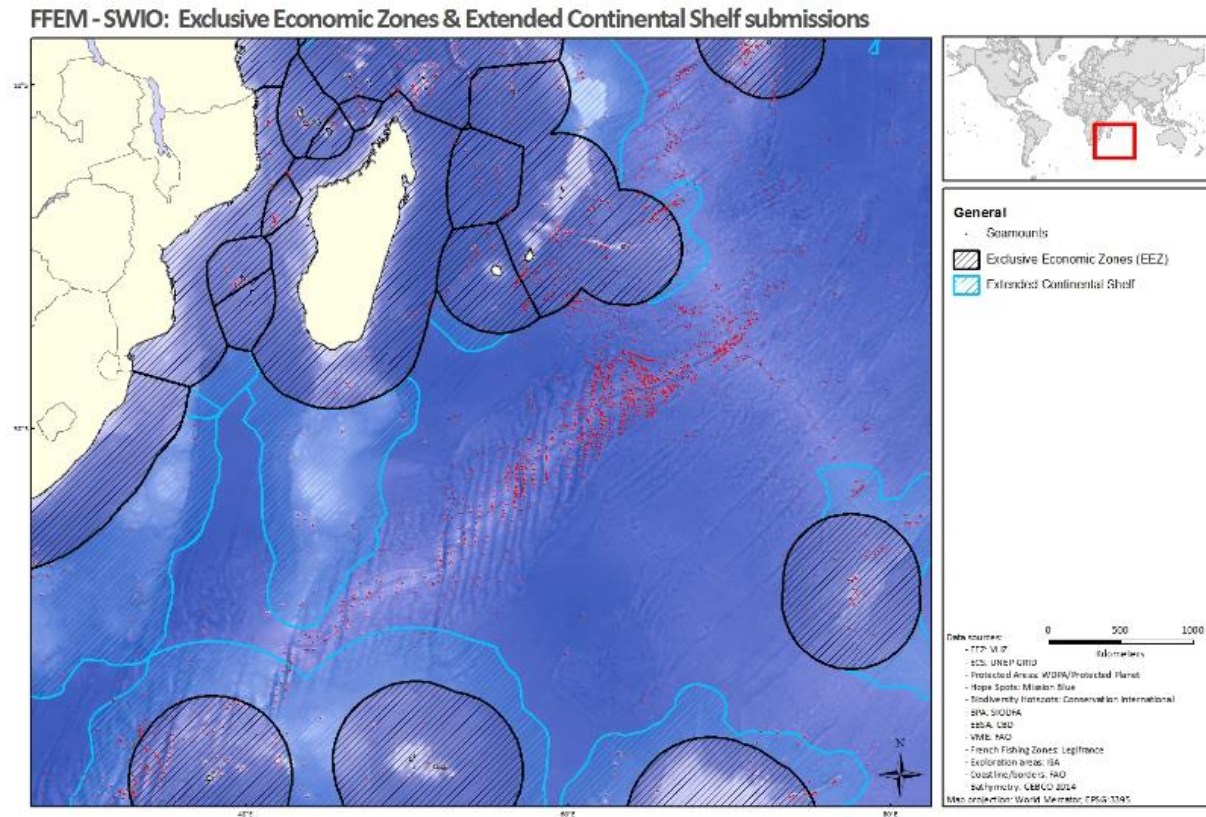 FFEM - SWIO: Exclusive Economic Zones & Extended Continental Shelf submissions
General
Seamounts
Exclusive Economic Zones (EEZ)
Extended Continental Shelf
0 500 1000
Kilometers
Data sources:
- EEZ: VLIZ
- ECS: UNEP GRID
- Protected Areas: WDPA/Protected Planet
- Hope Spots: Mission Blue
- Biodiversity Hotspots: Conservation International
- BPA: SIODFA
- EBSA: CBD
- VME: FAO
- French Fishing Zones: Legifrance
- Exploration areas: ISA
- Coastline/borders: FAO
- Bathymetry: GEBCO 2014
Map projection: World Mercator, EPSG:3395
N